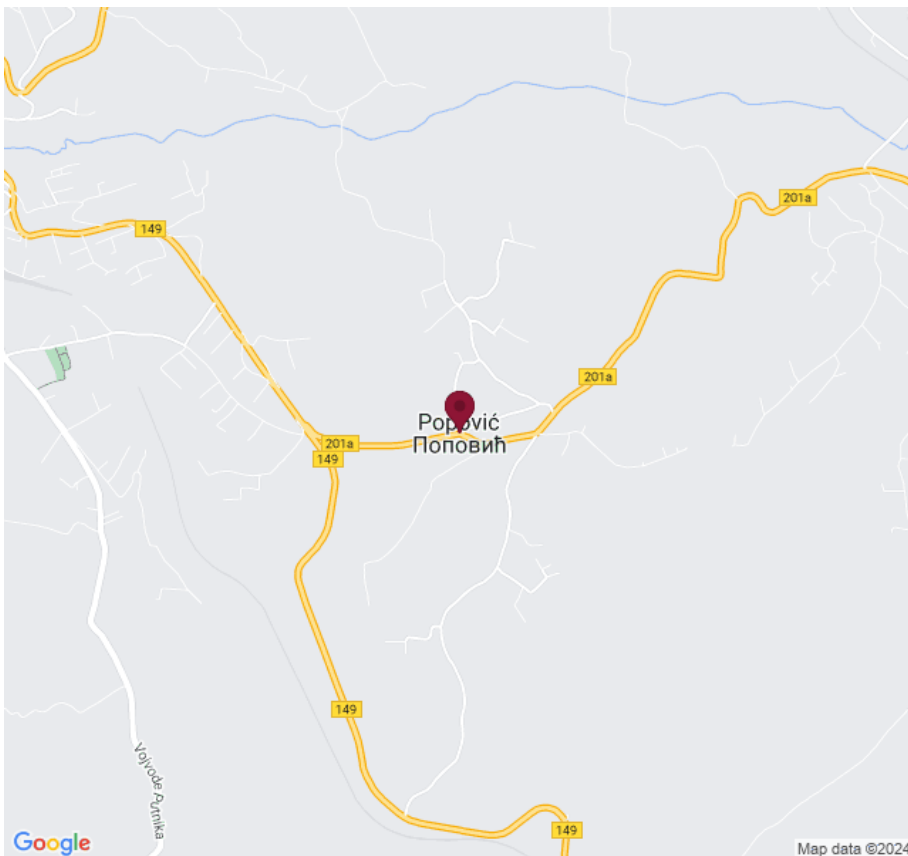 201a
149
201a
Popović
Поповић
201a
149
149
Vojvode Putnika
149
Google
Map data ©2024